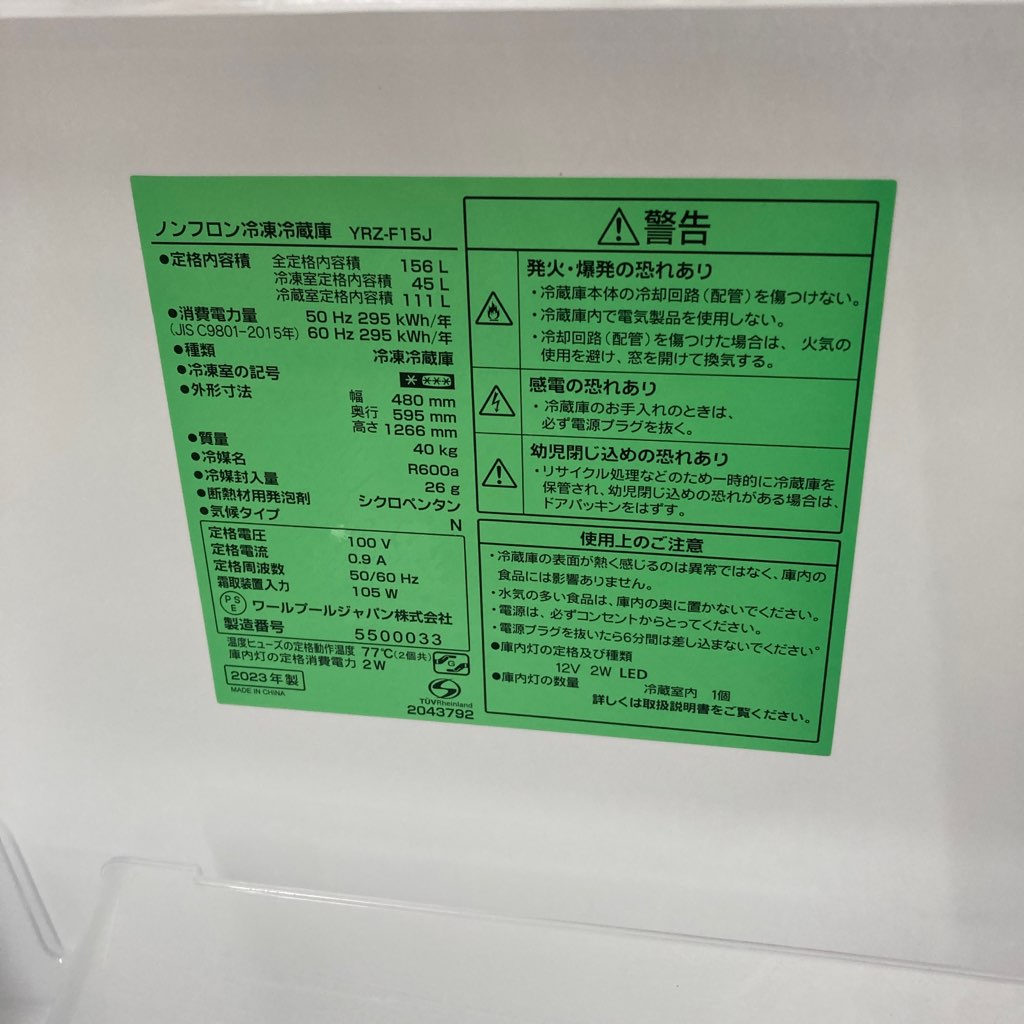 ノンフロン冷凍冷蔵庫 YRZ-F15J
●定格内容積 全定格内容積 156 L
冷凍室定格内容積 45 L
冷蔵室定格内容積 111 L
●消費電力量 50 Hz 295 kWh/年
(JIS C9801-2015年) 60 Hz 295 kWh/年
●種類 冷凍冷蔵庫
●冷凍室の記号
●外形寸法 幅 480 mm
奥行 595 mm
高さ 1266 mm
●質量 40 kg
●冷媒名 R600a
●冷媒封入量 26 g
●断熱材用発泡剤 シクロペンタン
●気候タイプ N
定格電圧 100 V
定格電流 0.9 A
定格周波数 50/60 Hz
霜取装置入力 105 W
PSE ワールプールジャパン株式会社
製造番号 5500033
温度ヒューズの定格動作温度 77℃(2個共)
庫内灯の定格消費電力 2W
2023年製
MADE IN CHINA
TÜVRheinland
2043792
警告
発火・爆発の恐れあり
・冷蔵庫本体の冷却回路(配管)を傷つけない。
・冷蔵庫内で電気製品を使用しない。
・冷却回路(配管)を傷つけた場合は、 火気の
使用を避け、窓を開けて換気する。
感電の恐れあり
・冷蔵庫のお手入れのときは、
必ず電源プラグを抜く。
幼児閉じ込めの恐れあり
・リサイクル処理などのため一時的に冷蔵庫を
保管され、幼児閉じ込めの恐れがある場合は、
ドアパッキンをはずす。
使用上のご注意
・冷蔵庫の表面が熱く感じるのは異常ではなく、庫内の
食品には影響ありません。
・水気の多い食品は、庫内の奥に置かないでください。
・電源は、必ずコンセントからとってください。
・電源プラグを抜いたら6分間は差し込まないでください。
●庫内灯の定格及び種類
12V 2W LED
●庫内灯の数量 冷蔵室内 1個
詳しくは取扱説明書をご覧ください。